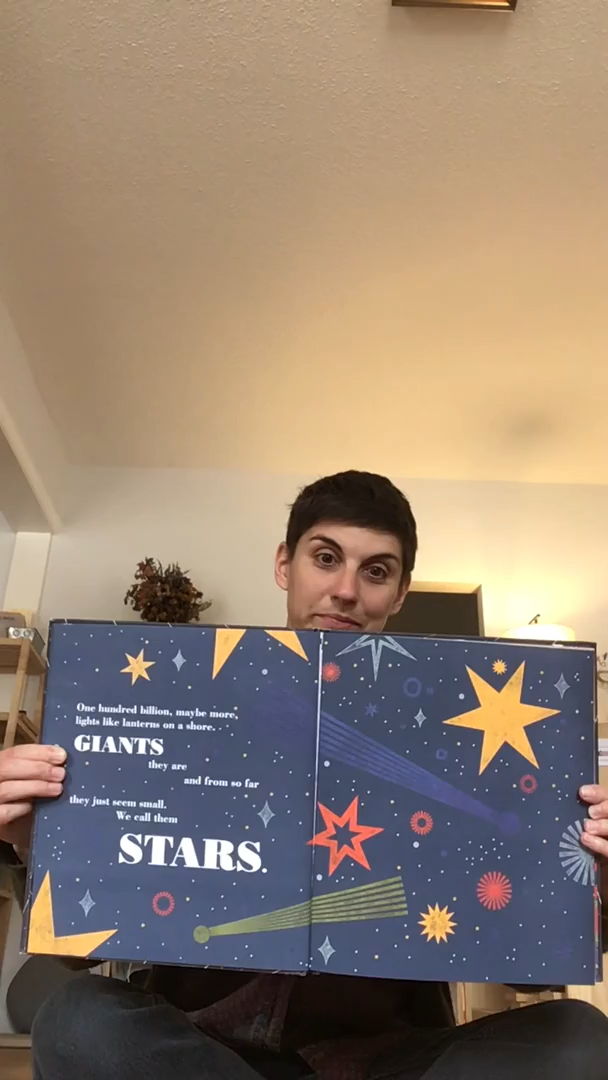 One hundred billion, maybe more,
lights like lanterns on a shore.
GIANTS
they are
and from so far
they just seem small.
We call them
STARS.